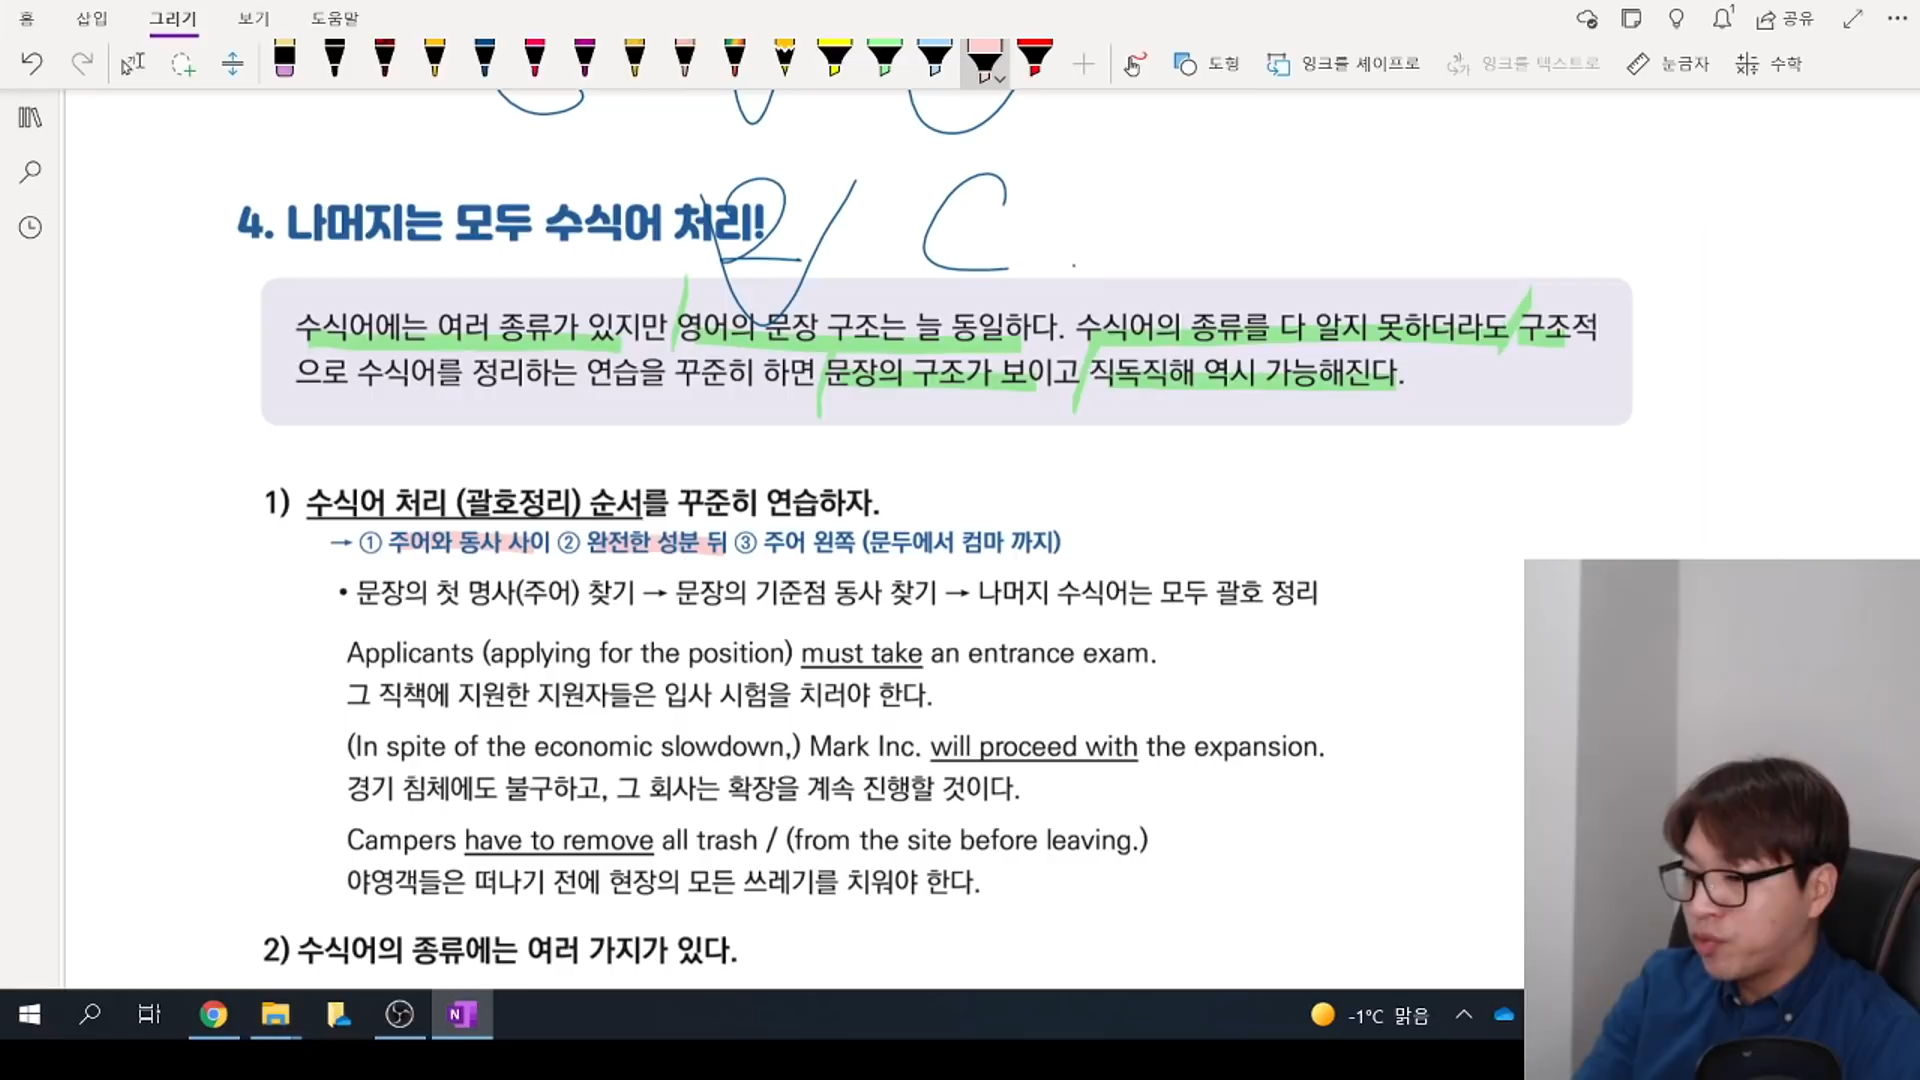 홈 삽입 그리기 보기 도움말
1 공유
도형 잉크를 셰이프로 잉크를 텍스트로 눈금자 수학
4. 나머지는 모두 수식어 처리!
C
수식어에는 여러 종류가 있지만 영어의 문장 구조는 늘 동일하다. 수식어의 종류를 다 알지 못하더라도 구조적
으로 수식어를 정리하는 연습을 꾸준히 하면 문장의 구조가 보이고 직독직해 역시 가능해진다.
1) 수식어 처리 (괄호정리) 순서를 꾸준히 연습하자.
→ ① 주어와 동사 사이 ② 완전한 성분 뒤 ③ 주어 왼쪽 (문두에서 컴마 까지)
• 문장의 첫 명사(주어) 찾기 → 문장의 기준점 동사 찾기 → 나머지 수식어는 모두 괄호 정리
Applicants (applying for the position) must take an entrance exam.
그 직책에 지원한 지원자들은 입사 시험을 치러야 한다.
(In spite of the economic slowdown,) Mark Inc. will proceed with the expansion.
경기 침체에도 불구하고, 그 회사는 확장을 계속 진행할 것이다.
Campers have to remove all trash / (from the site before leaving.)
야영객들은 떠나기 전에 현장의 모든 쓰레기를 치워야 한다.
2) 수식어의 종류에는 여러 가지가 있다.
N -1°C 맑음